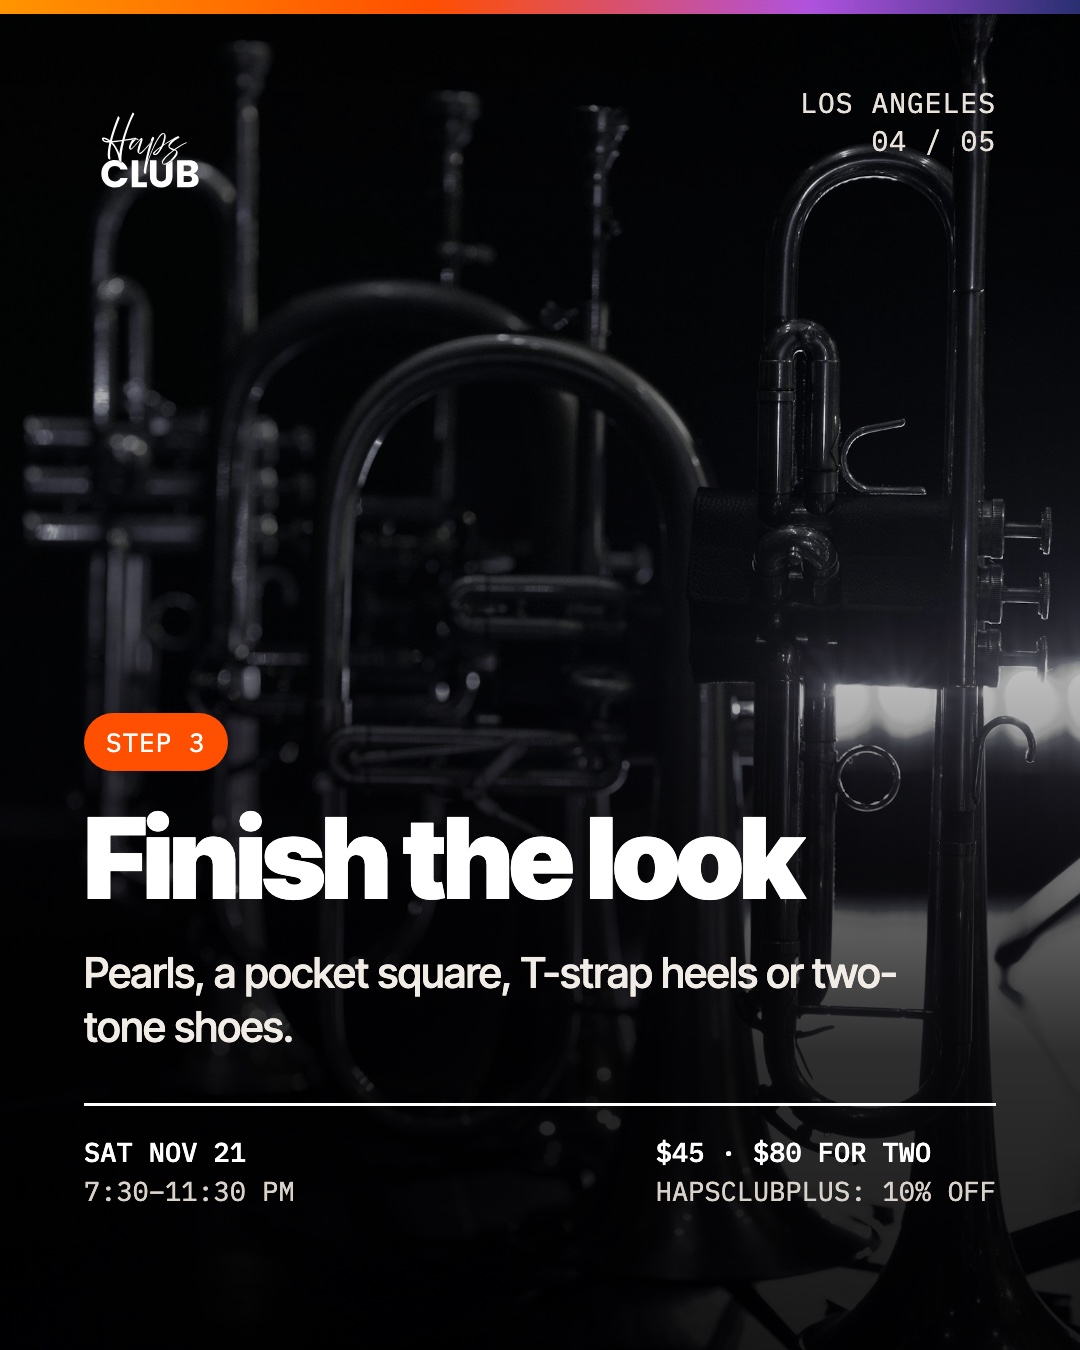 Haps
CLUB
LOS ANGELES
04 / 05
STEP 3
Finish the look
Pearls, a pocket square, T-strap heels or two-
tone shoes.
SAT NOV 21
7:30–11:30 PM
$45 · $80 FOR TWO
HAPSCLUBPLUS: 10% OFF